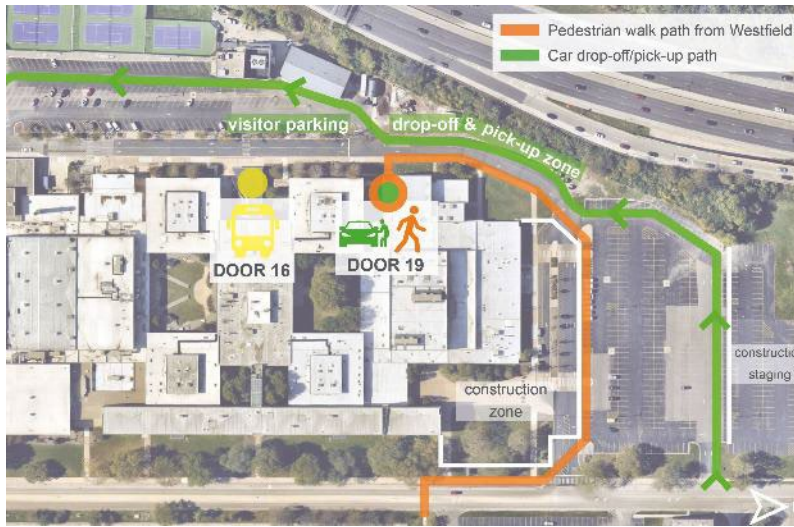 Pedestrian walk path from Westfield
Car drop-off/pick-up path
visitor parking
drop-off & pick-up zone
DOOR 16
DOOR 19
construction
zone
staging